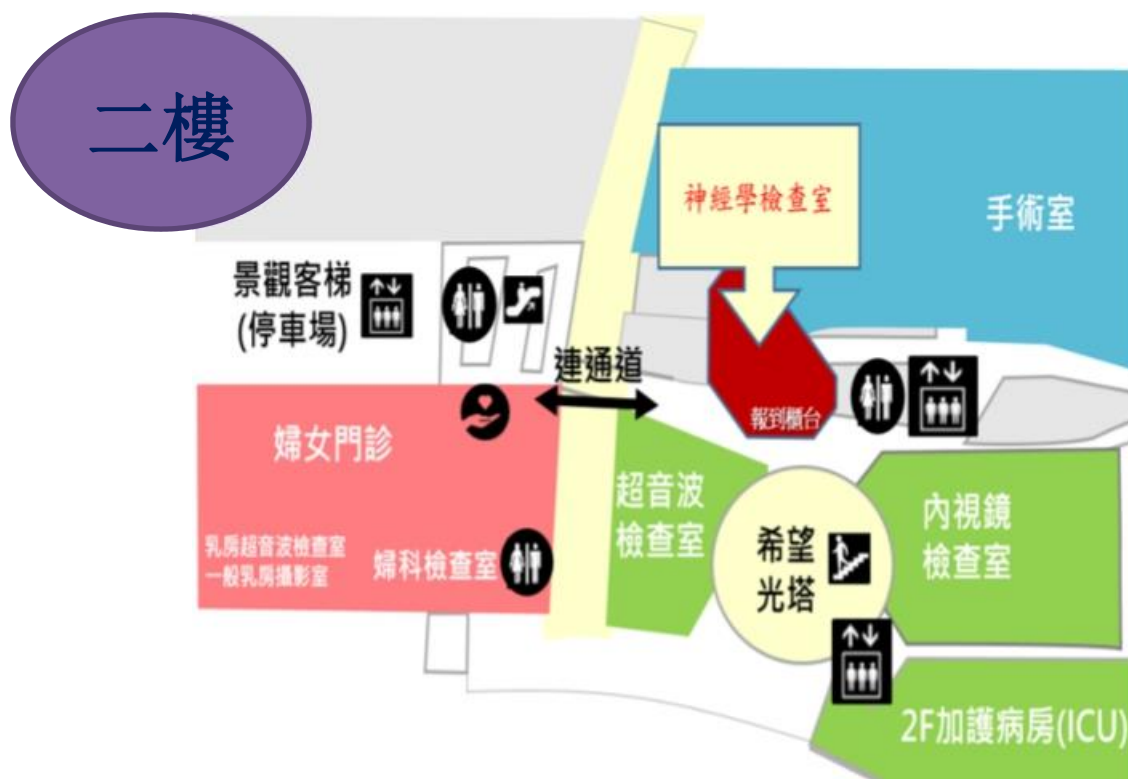 二樓
神經學檢查室
手術室
景觀客梯
(停車場)
連通道
報到櫃台
婦女門診
超音波
檢查室
內視鏡
檢查室
希望
光塔
乳房超音波檢查室
一般乳房攝影室
婦科檢查室
2F加護病房(ICU)